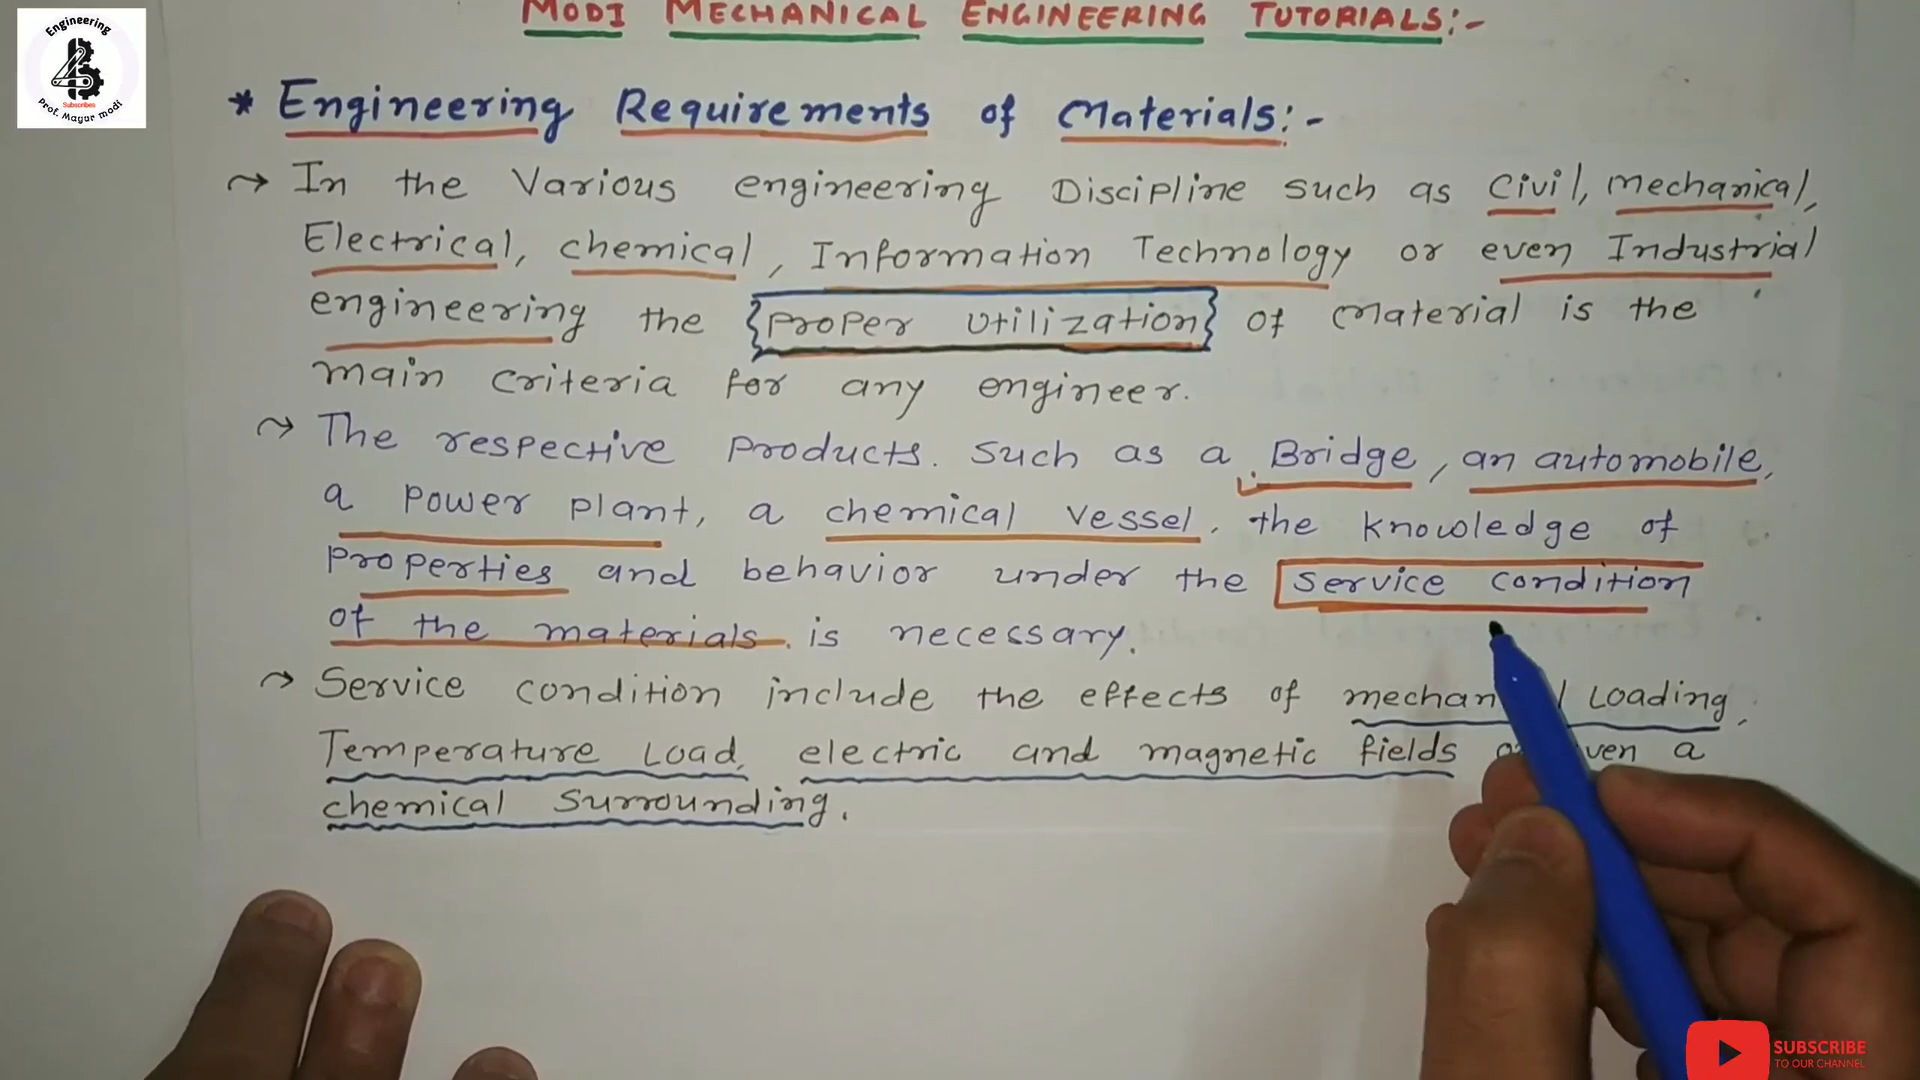 Engineering
Subscribes
Prof. Mayur modi
MODI MECHANICAL ENGINEERING TUTORIALS:-
* Engineering Requirements of Materials:-
→ In the Various engineering Discipline such as Civil, mechanical,
Electrical, chemical, Information Technology or even Industrial
engineering the {Proper Utilization} of material is the
main criteria for any engineer.
→ The respective Products. Such as a Bridge, an automobile,
a Power plant, a chemical vessel, the knowledge of
Properties and behavior under the service condition
of the materials. is necessary.
→ Service condition include the effects of Loading,
Temperature Load, electric and magnetic fields a
chemical Surrounding.
SUBSCRIBE
TO OUR CHANNEL